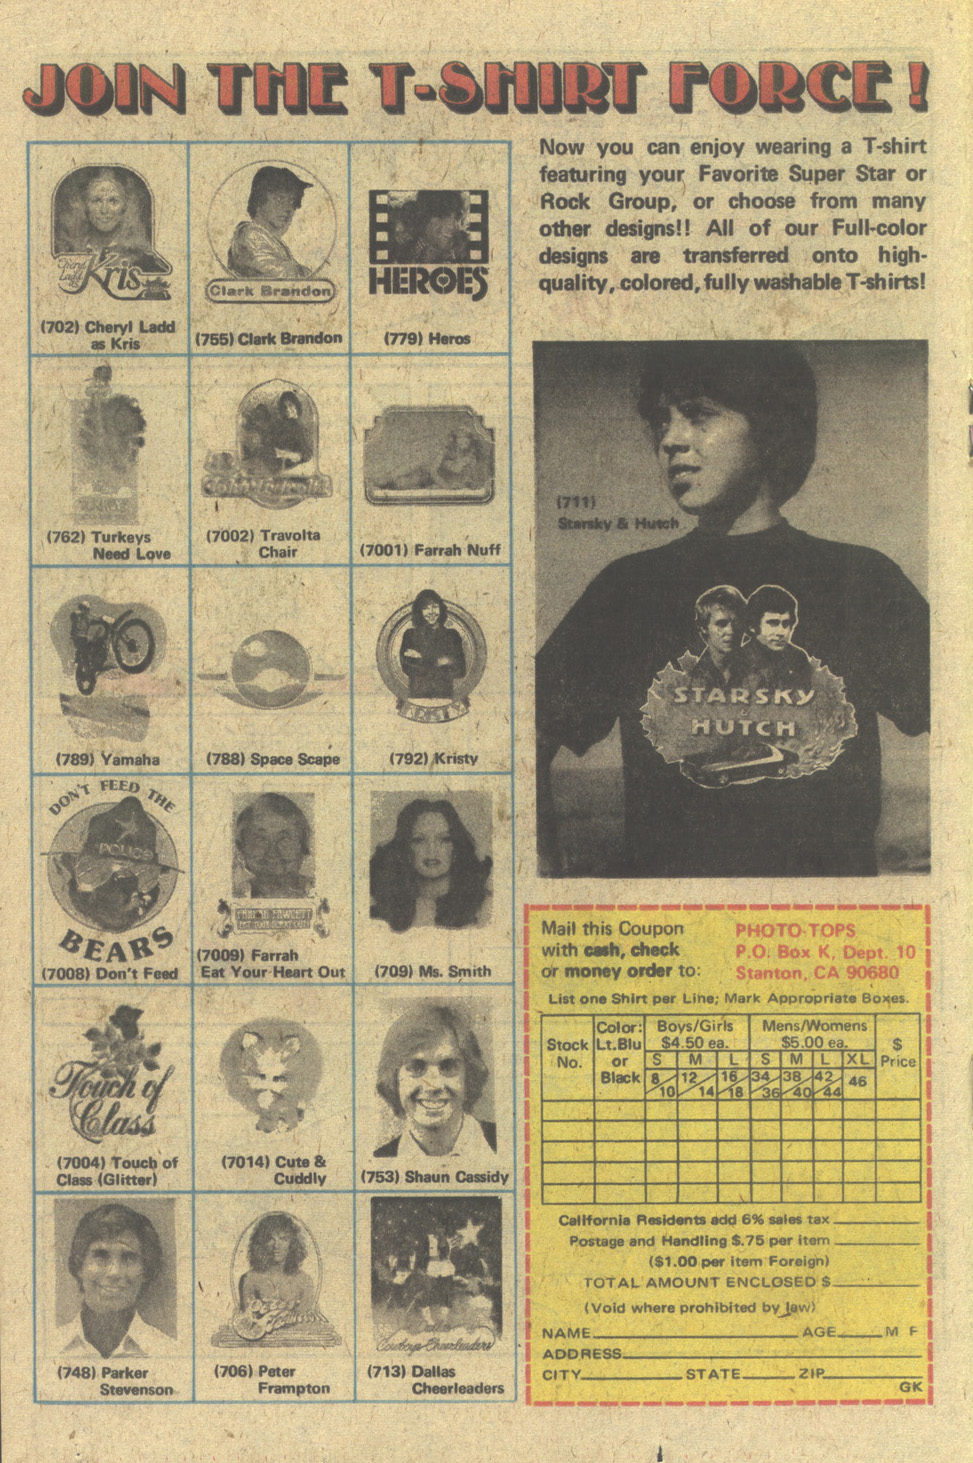 JOIN THE T-SHIRT FORCE!
Now you can enjoy wearing a T-shirt
featuring your Favorite Super Star or
Rock Group, or choose from many
other designs!! All of our Full-color
designs are transferred onto high-
quality, colored, fully washable T-shirts!
Kris
(702) Cheryl Ladd
as Kris
Clark Brandon
(755) Clark Brandon
HEROES
(779) Heros
(762) Turkeys
Need Love
(7002) Travolta
Chair
(7001) Farrah Nuff
(789) Yamaha
(788) Space Scape
KRISTY
(792) Kristy
DON'T FEED THE
POLICE
BEARS
(7008) Don't Feed
(7009) Farrah
Eat Your Heart Out
(709) Ms. Smith
Touch of
Class
(7004) Touch of
Class (Glitter)
(7014) Cute &
Cuddly
(753) Shaun Cassidy
(748) Parker
Stevenson
(706) Peter
Frampton
Cowboys Cheerleaders
(713) Dallas
Cheerleaders
(711)
Starsky & Hutch
STARSKY
HUTCH
Mail this Coupon
with cash, check
or money order to:
PHOTO-TOPS
P.O. Box K, Dept. 10
Stanton, CA 90680
List one Shirt per Line; Mark Appropriate Boxes.
Stock
No.
Color:
Lt.Blu
or
Black
Boys/Girls
$4.50 ea.
Mens/Womens
$5.00 ea.
$
Price
S M L S M L XL
8/10 12/14 16/18 34/36 38/40 42/44 46
California Residents add 6% sales tax
Postage and Handling $.75 per item
($1.00 per item Foreign)
TOTAL AMOUNT ENCLOSED $
(Void where prohibited by law)
NAME AGE M F
ADDRESS
CITY STATE ZIP
GK